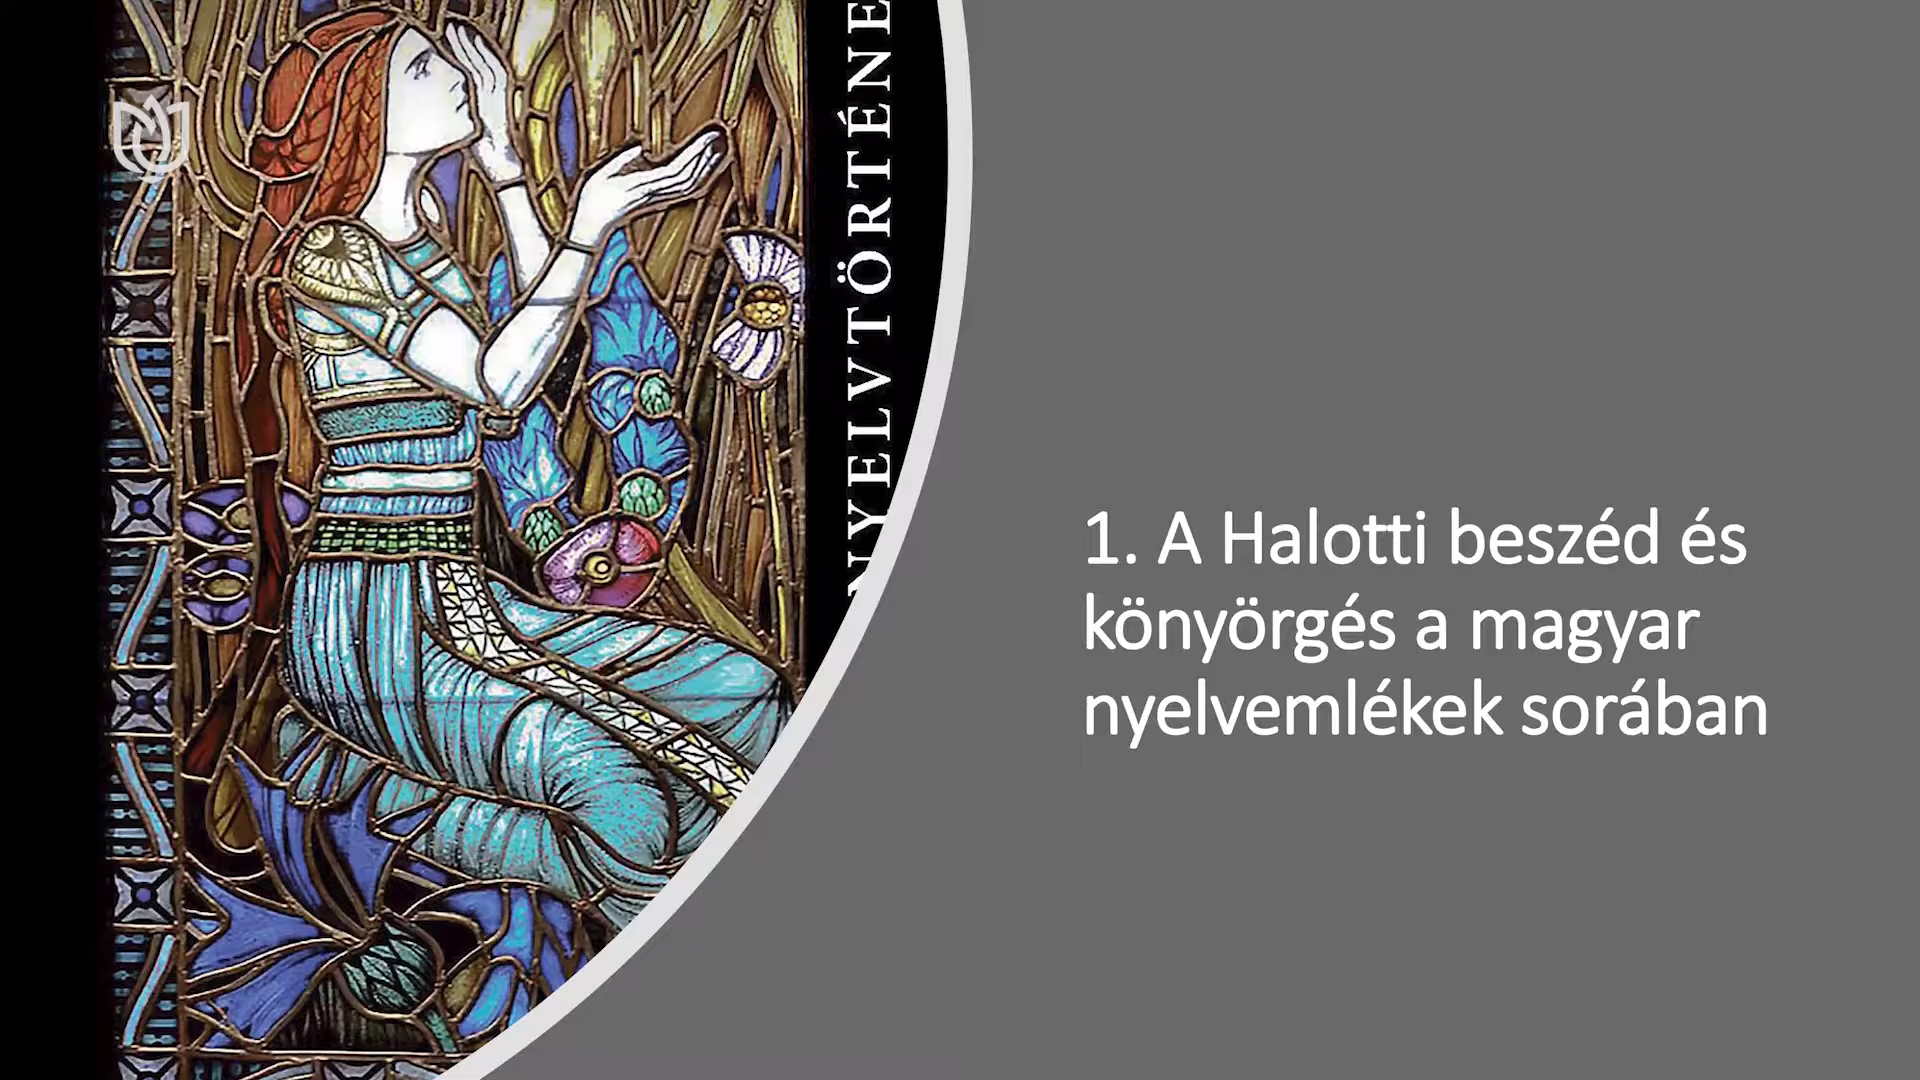 NYELVTÖRTÉNE
1. A Halotti beszéd és
könyörgés a magyar
nyelvemlékek sorában